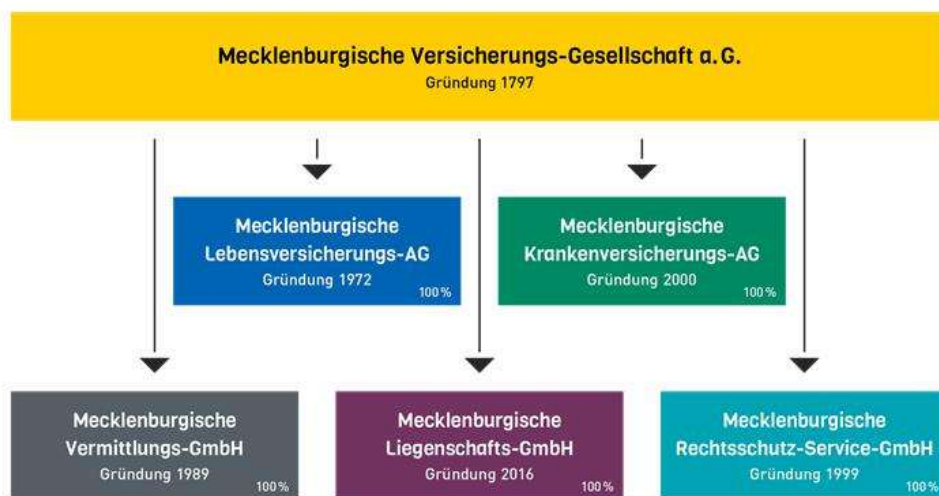 Mecklenburgische Versicherungs-Gesellschaft a. G.
Gründung 1797
Mecklenburgische
Lebensversicherungs-AG
Gründung 1972
100 %
Mecklenburgische
Krankenversicherungs-AG
Gründung 2000
100 %
Mecklenburgische
Vermittlungs-GmbH
Gründung 1989
100 %
Mecklenburgische
Liegenschafts-GmbH
Gründung 2016
100 %
Mecklenburgische
Rechtsschutz-Service-GmbH
Gründung 1999
100 %